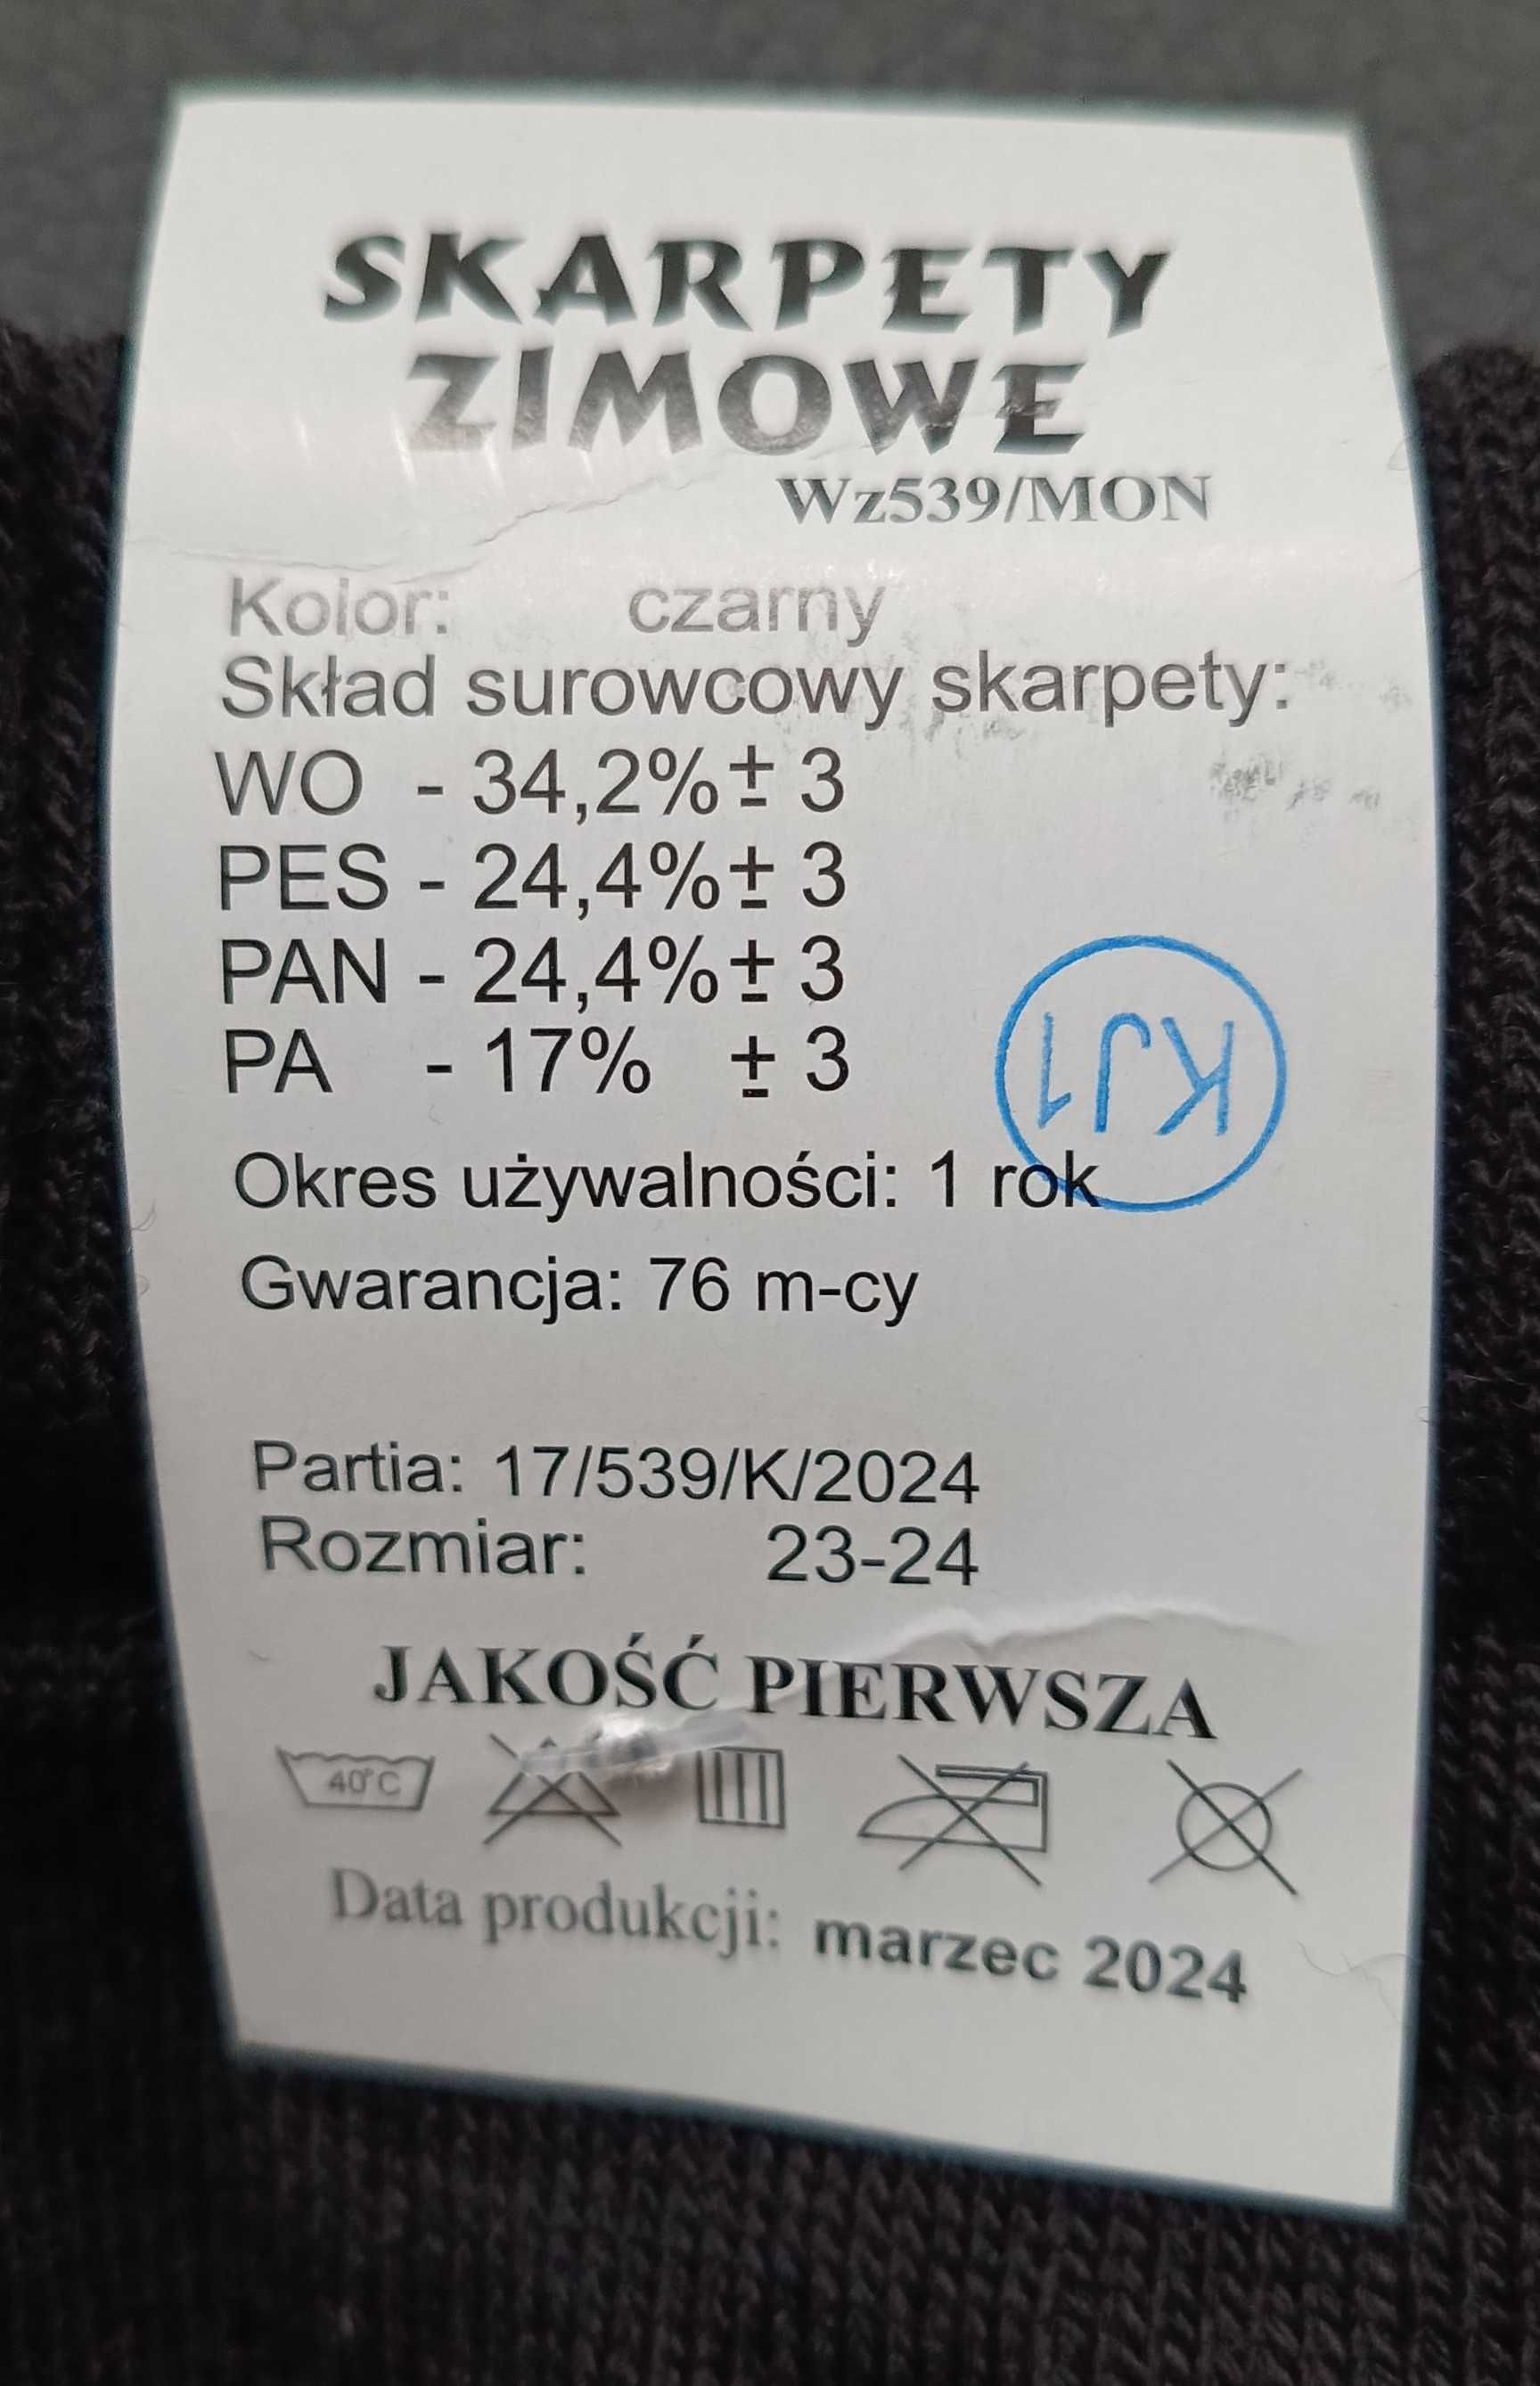 SKARPETY
ZIMOWE
Wz539/MON
Kolor: czarny
Skład surowcowy skarpety:
WO - 34,2% ± 3
PES - 24,4% ± 3
PAN - 24,4% ± 3
PA - 17% ± 3
KJ1
Okres używalności: 1 rok
Gwarancja: 76 m-cy
Partia: 17/539/K/2024
Rozmiar: 23-24
JAKOŚĆ PIERWSZA
40°C
Data produkcji: marzec 2024